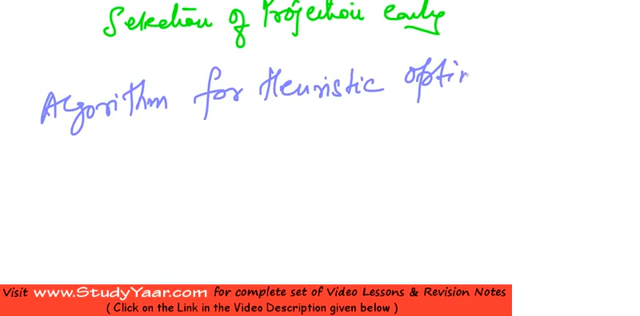 Selection of Projection early
Algorithm for Heuristic opti
Visit www.StudyYaar.com for complete set of Video Lessons & Revision Notes
( Click on the Link in the Video Description given below )